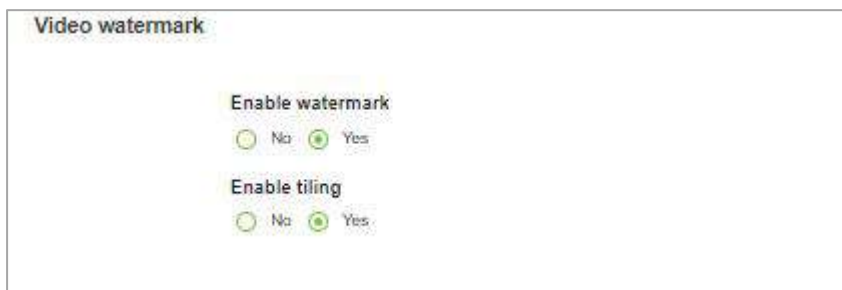 Video watermark
Enable watermark
No Yes
Enable tiling
No Yes